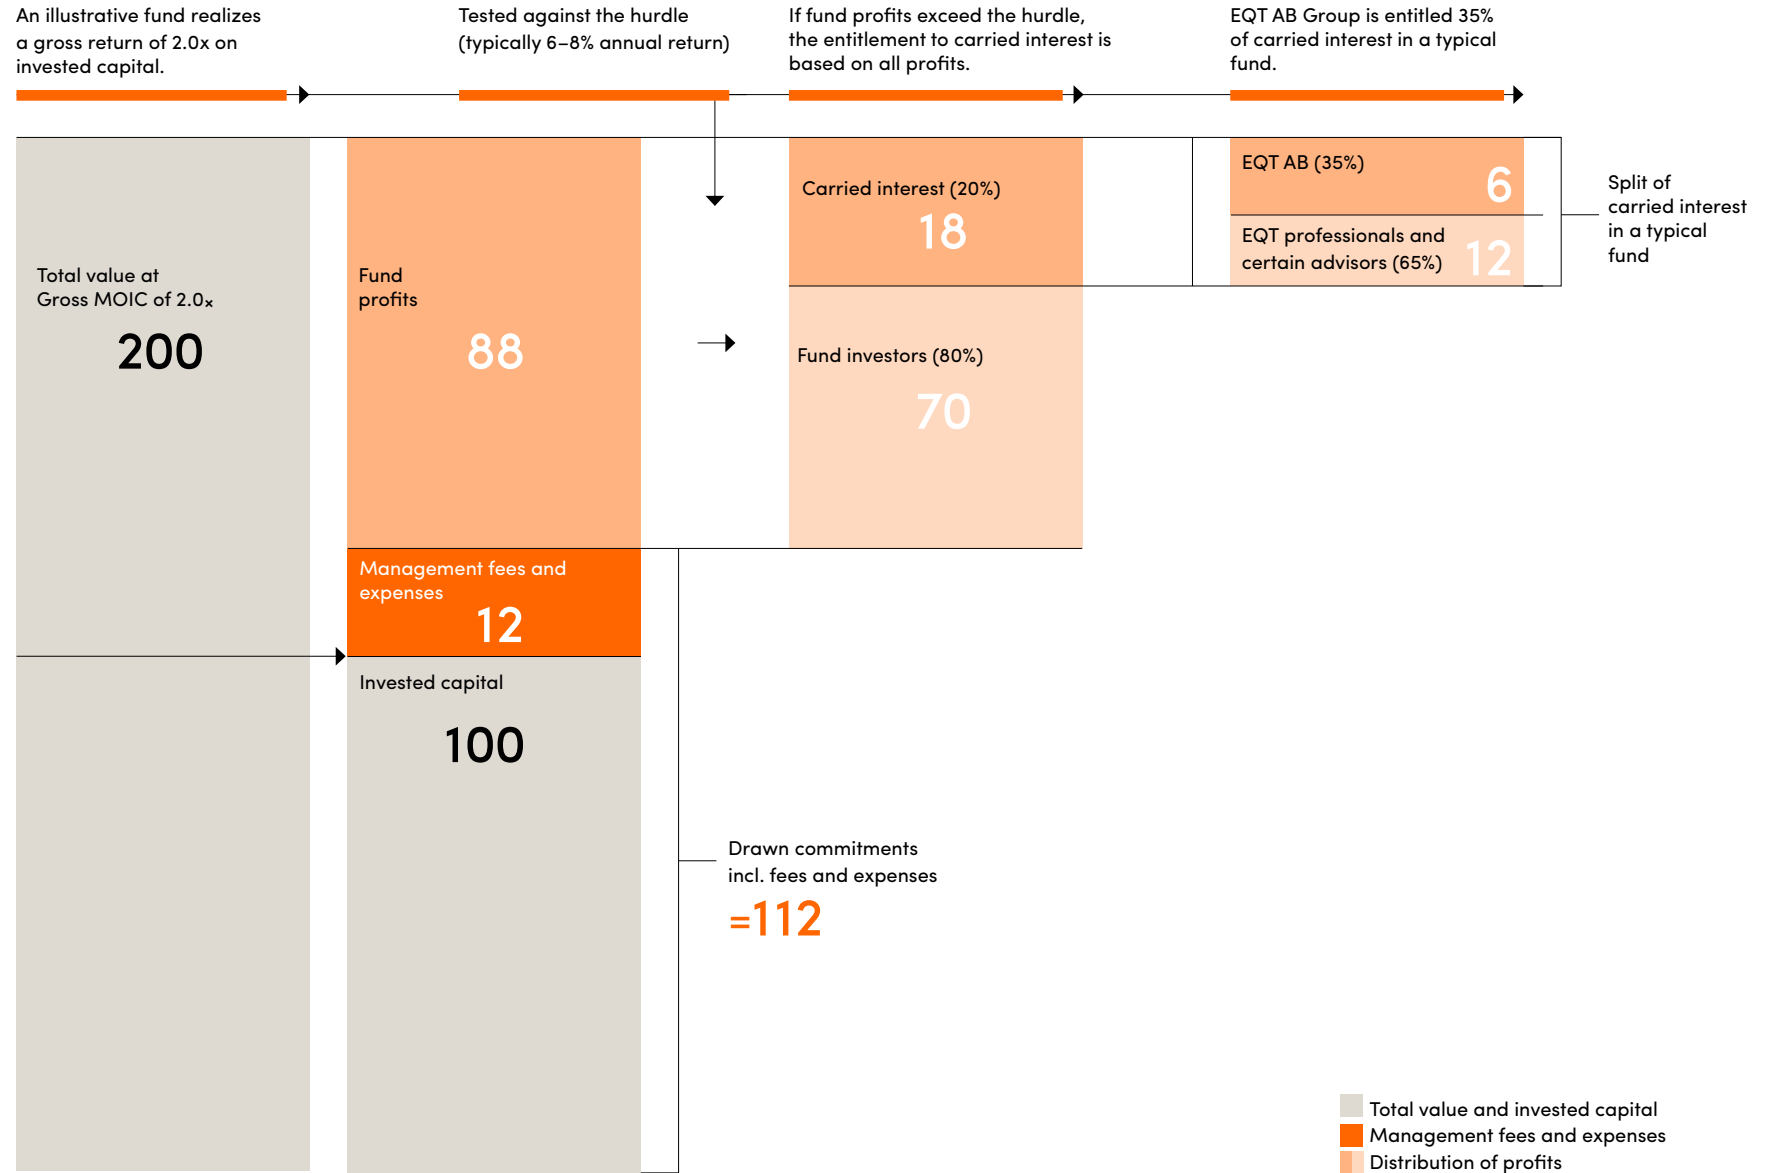 An illustrative fund realizes
a gross return of 2.0x on
invested capital.
Tested against the hurdle
(typically 6–8% annual return)
If fund profits exceed the hurdle,
the entitlement to carried interest is
based on all profits.
EQT AB Group is entitled 35%
of carried interest in a typical
fund.
Total value at
Gross MOIC of 2.0x
200
Fund
profits
88
Management fees and
expenses
12
Invested capital
100
Carried interest (20%)
18
Fund investors (80%)
70
EQT AB (35%)
6
EQT professionals and
certain advisors (65%)
12
Split of
carried interest
in a typical
fund
Drawn commitments
incl. fees and expenses
=112
Total value and invested capital
Management fees and expenses
Distribution of profits